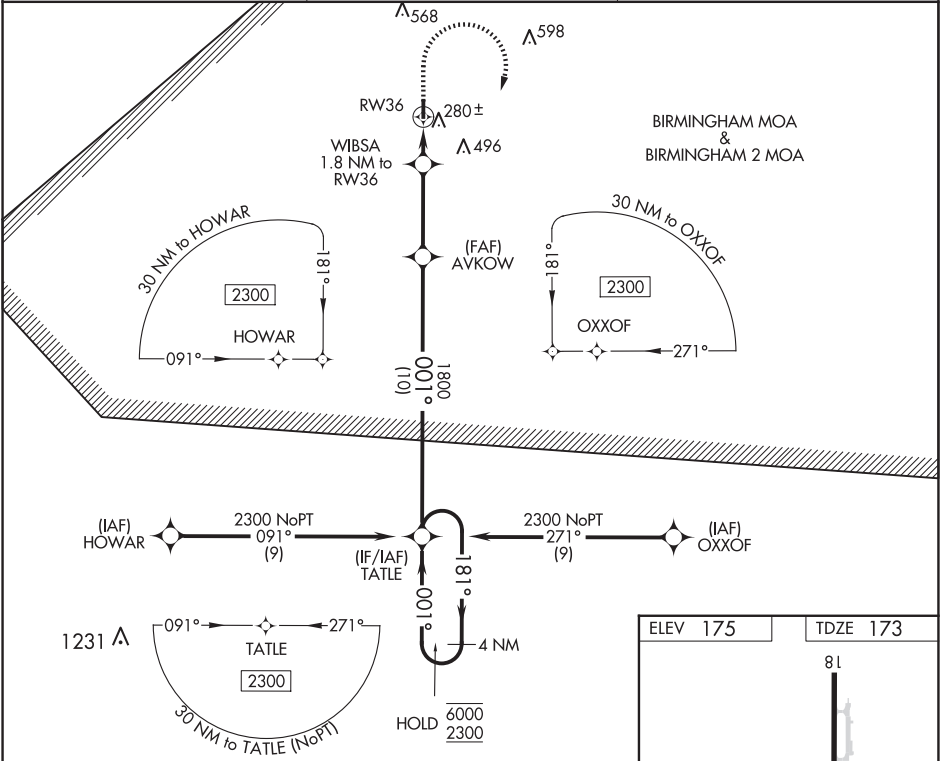 568
598
RW36
280±
WIBSA
1.8 NM to
RW36
496
BIRMINGHAM MOA
&
BIRMINGHAM 2 MOA
30 NM to HOWAR
181°
2300
HOWAR
091°
(FAF)
AVKOW
30 NM to OXXOF
181°
2300
OXXOF
271°
1800
001°
(10)
(IAF)
HOWAR
2300 NoPT
091°
(9)
(IF/IAF)
TATLE
2300 NoPT
271°
(9)
(IAF)
OXXOF
181°
001°
4 NM
HOLD
6000
2300
1231
091°
271°
TATLE
2300
30 NM to TATLE (NoPT)
ELEV 175
TDZE 173
18